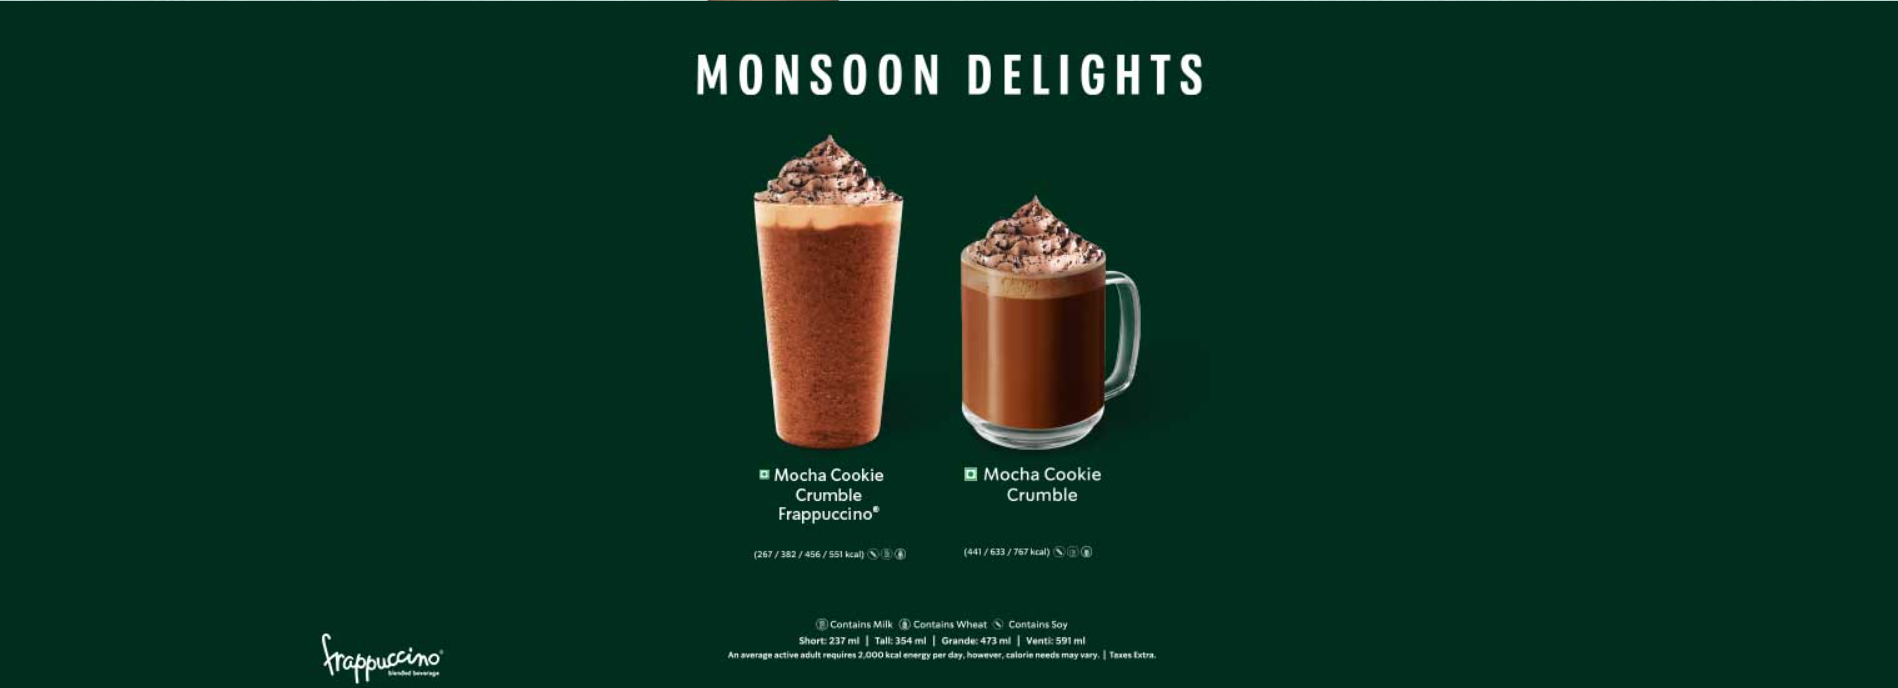 MONSOON DELIGHTS
Mocha Cookie
Crumble
Frappuccino®
(267 / 382 / 456 / 551 kcal)
Mocha Cookie
Crumble
(441 / 633 / 767 kcal)
Contains Milk Contains Wheat Contains Soy
Short: 237 ml | Tall: 354 ml | Grande: 473 ml | Venti: 591 ml
An average active adult requires 2,000 kcal energy per day, however, calorie needs may vary. | Taxes Extra.
frappuccino®
blended beverage